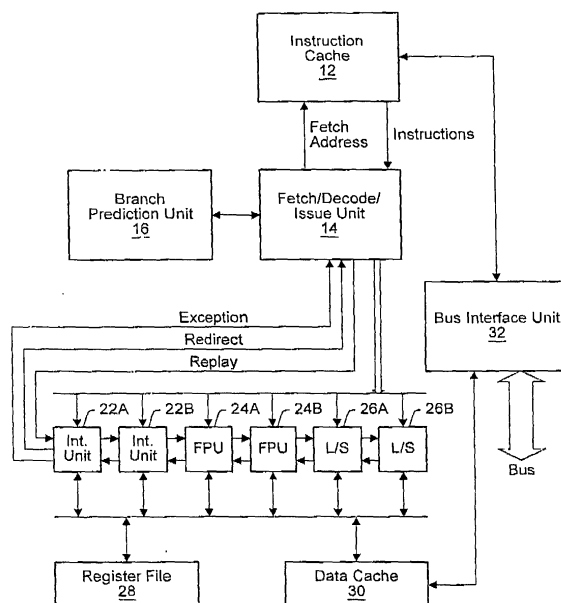 Instruction
Cache
12
Fetch
Address
Instructions
Branch
Prediction Unit
16
Fetch/Decode/
Issue Unit
14
Exception
Redirect
Replay
Bus Interface Unit
32
Bus
22A
22B
24A
24B
26A
26B
Int.
Unit
Int.
Unit
FPU
FPU
L/S
L/S
Register File
28
Data Cache
30